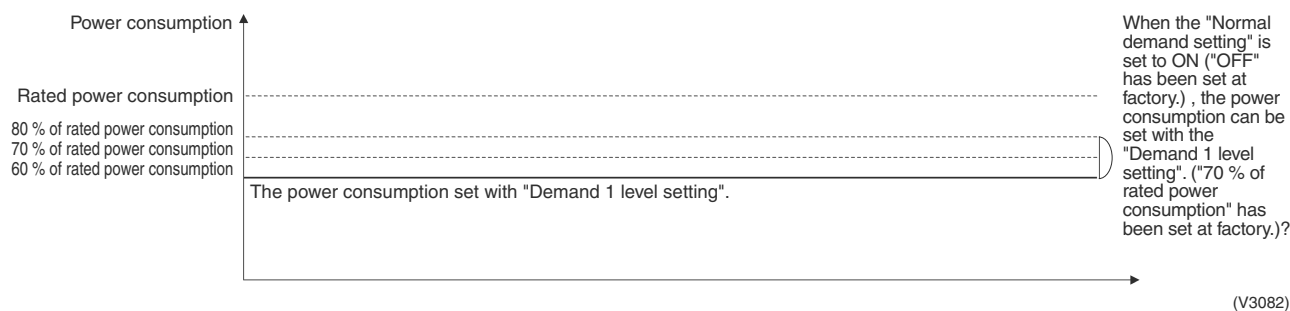 Power consumption
Rated power consumption
80 % of rated power consumption
70 % of rated power consumption
60 % of rated power consumption
The power consumption set with "Demand 1 level setting".
When the "Normal
demand setting" is
set to ON ("OFF"
has been set at
factory.) , the power
consumption can be
set with the
"Demand 1 level
setting". ("70 % of
rated power
consumption" has
been set at factory.)?
(V3082)